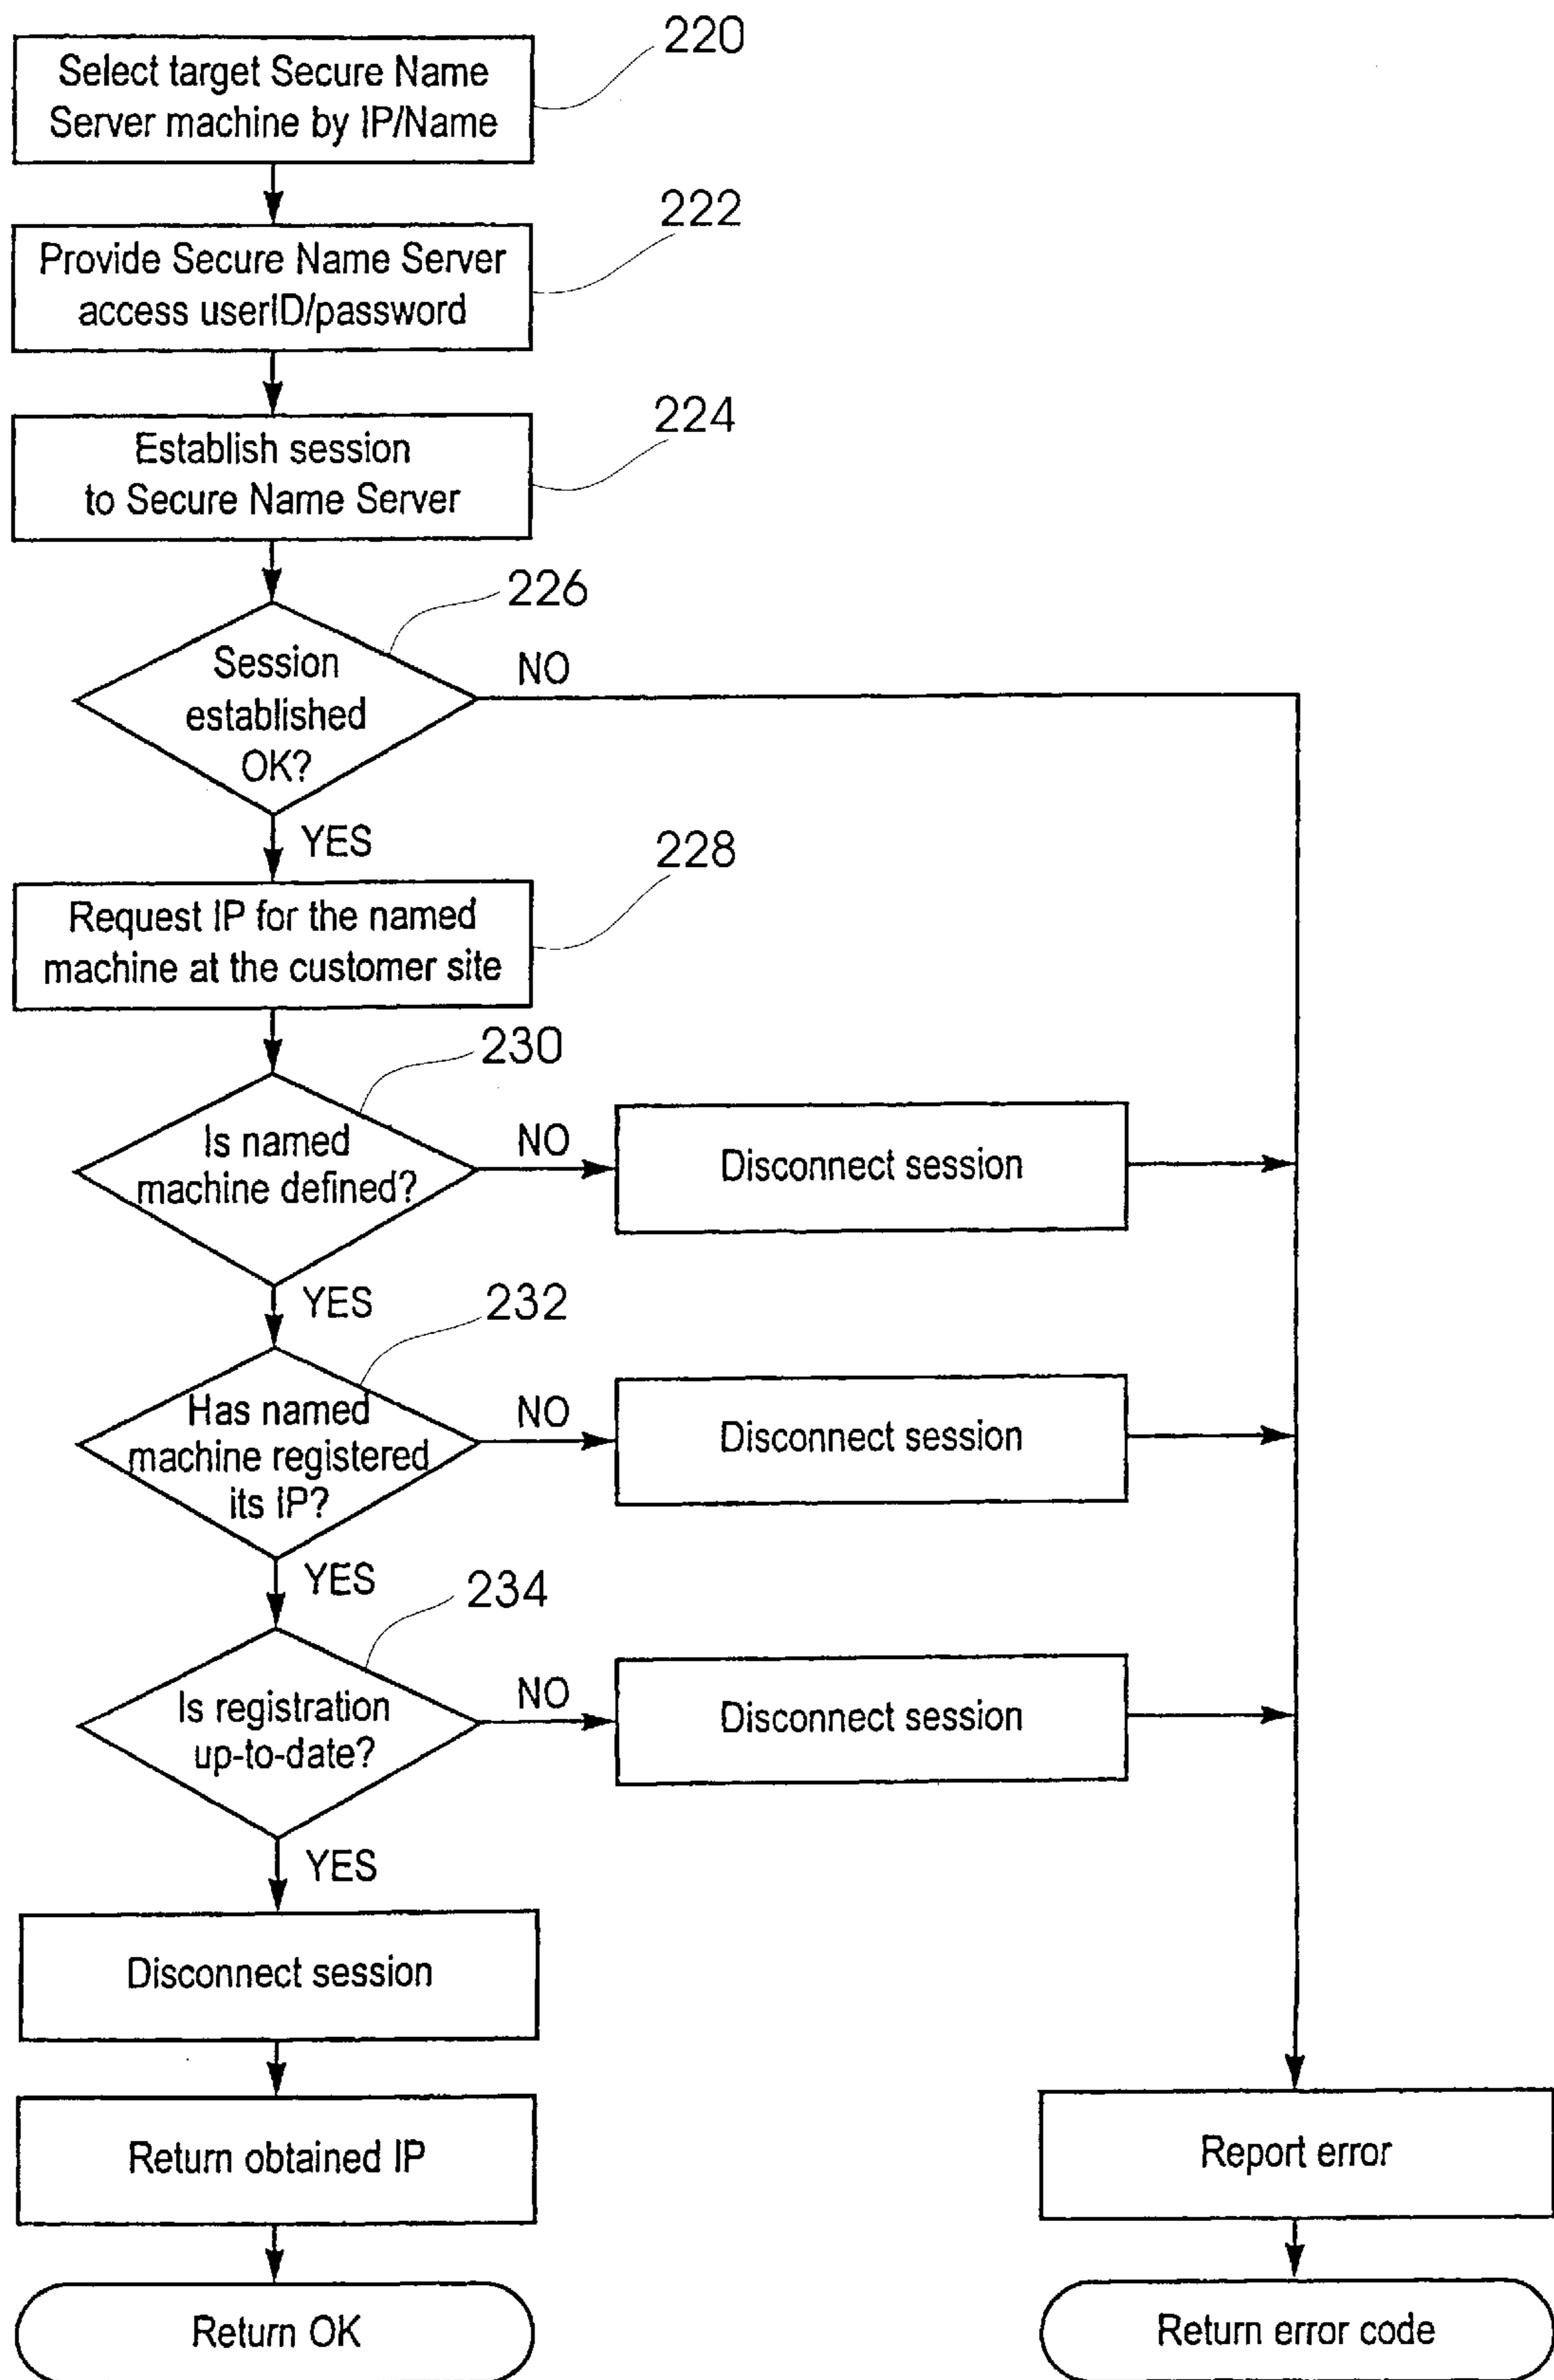 220
Select target Secure Name
Server machine by IP/Name
222
Provide Secure Name Server
access userID/password
224
Establish session
to Secure Name Server
226
Session
established
OK?
NO
YES
228
Request IP for the named
machine at the customer site
230
Is named
machine defined?
NO
Disconnect session
YES
232
Has named
machine registered
its IP?
NO
Disconnect session
YES
234
Is registration
up-to-date?
NO
Disconnect session
YES
Disconnect session
Return obtained IP
Report error
Return OK
Return error code